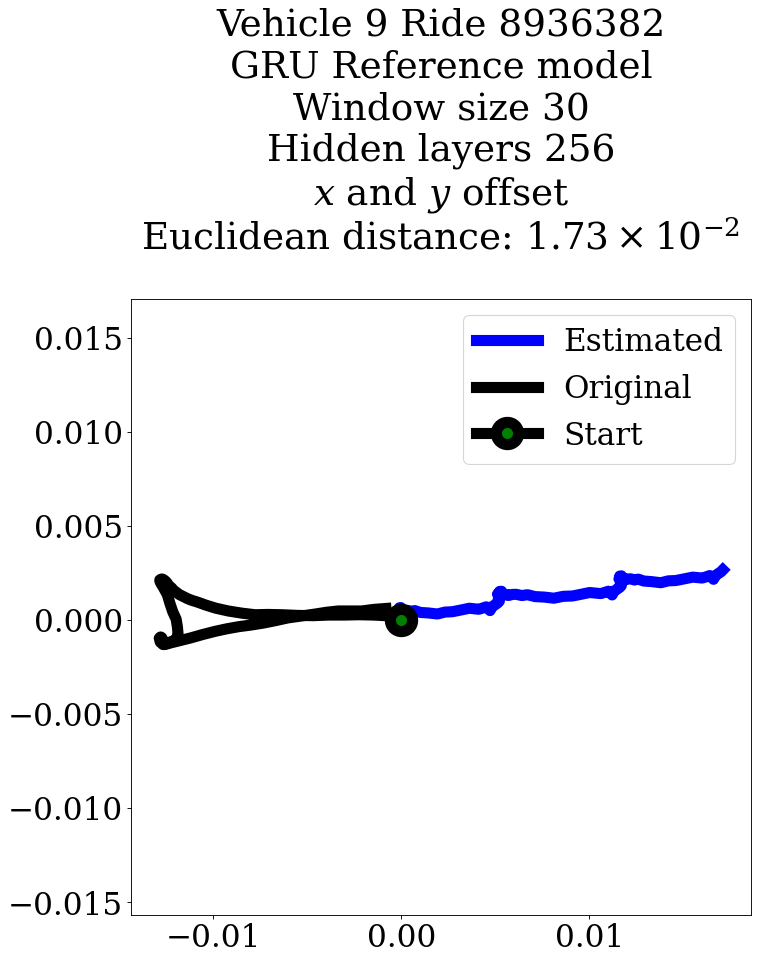 Vehicle 9 Ride 8936382
GRU Reference model
Window size 30
Hidden layers 256
x and y offset
Euclidean distance: 1.73 × 10⁻²
Estimated
Original
Start
0.015
0.010
0.005
0.000
−0.005
−0.010
−0.015
−0.01 0.00 0.01